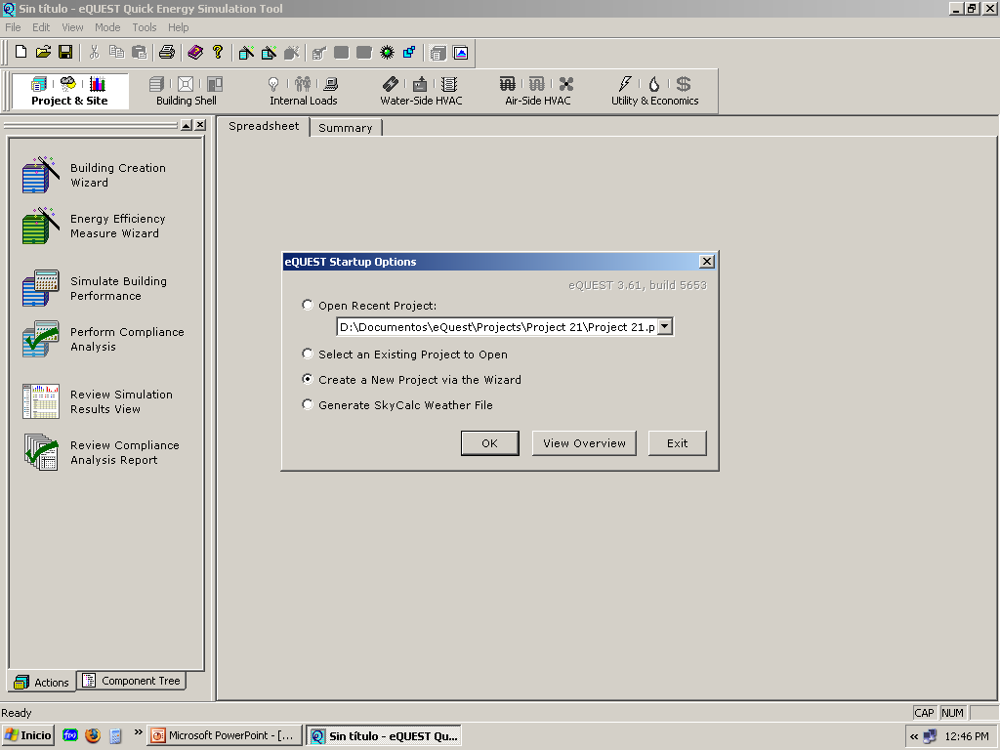 Sin título - eQUEST Quick Energy Simulation Tool
File Edit View Mode Tools Help
Project & Site Building Shell Internal Loads Water-Side HVAC Air-Side HVAC Utility & Economics
Spreadsheet Summary
Building Creation
Wizard
Energy Efficiency
Measure Wizard
Simulate Building
Performance
Perform Compliance
Analysis
Review Simulation
Results View
Review Compliance
Analysis Report
eQUEST Startup Options
eQUEST 3.61, build 5653
Open Recent Project:
D:\Documentos\eQuest\Projects\Project 21\Project 21.p
Select an Existing Project to Open
Create a New Project via the Wizard
Generate SkyCalc Weather File
OK View Overview Exit
Actions Component Tree
Ready CAP NUM
Inicio » Microsoft PowerPoint - [... Sin título - eQUEST Qu... « 12:46 PM